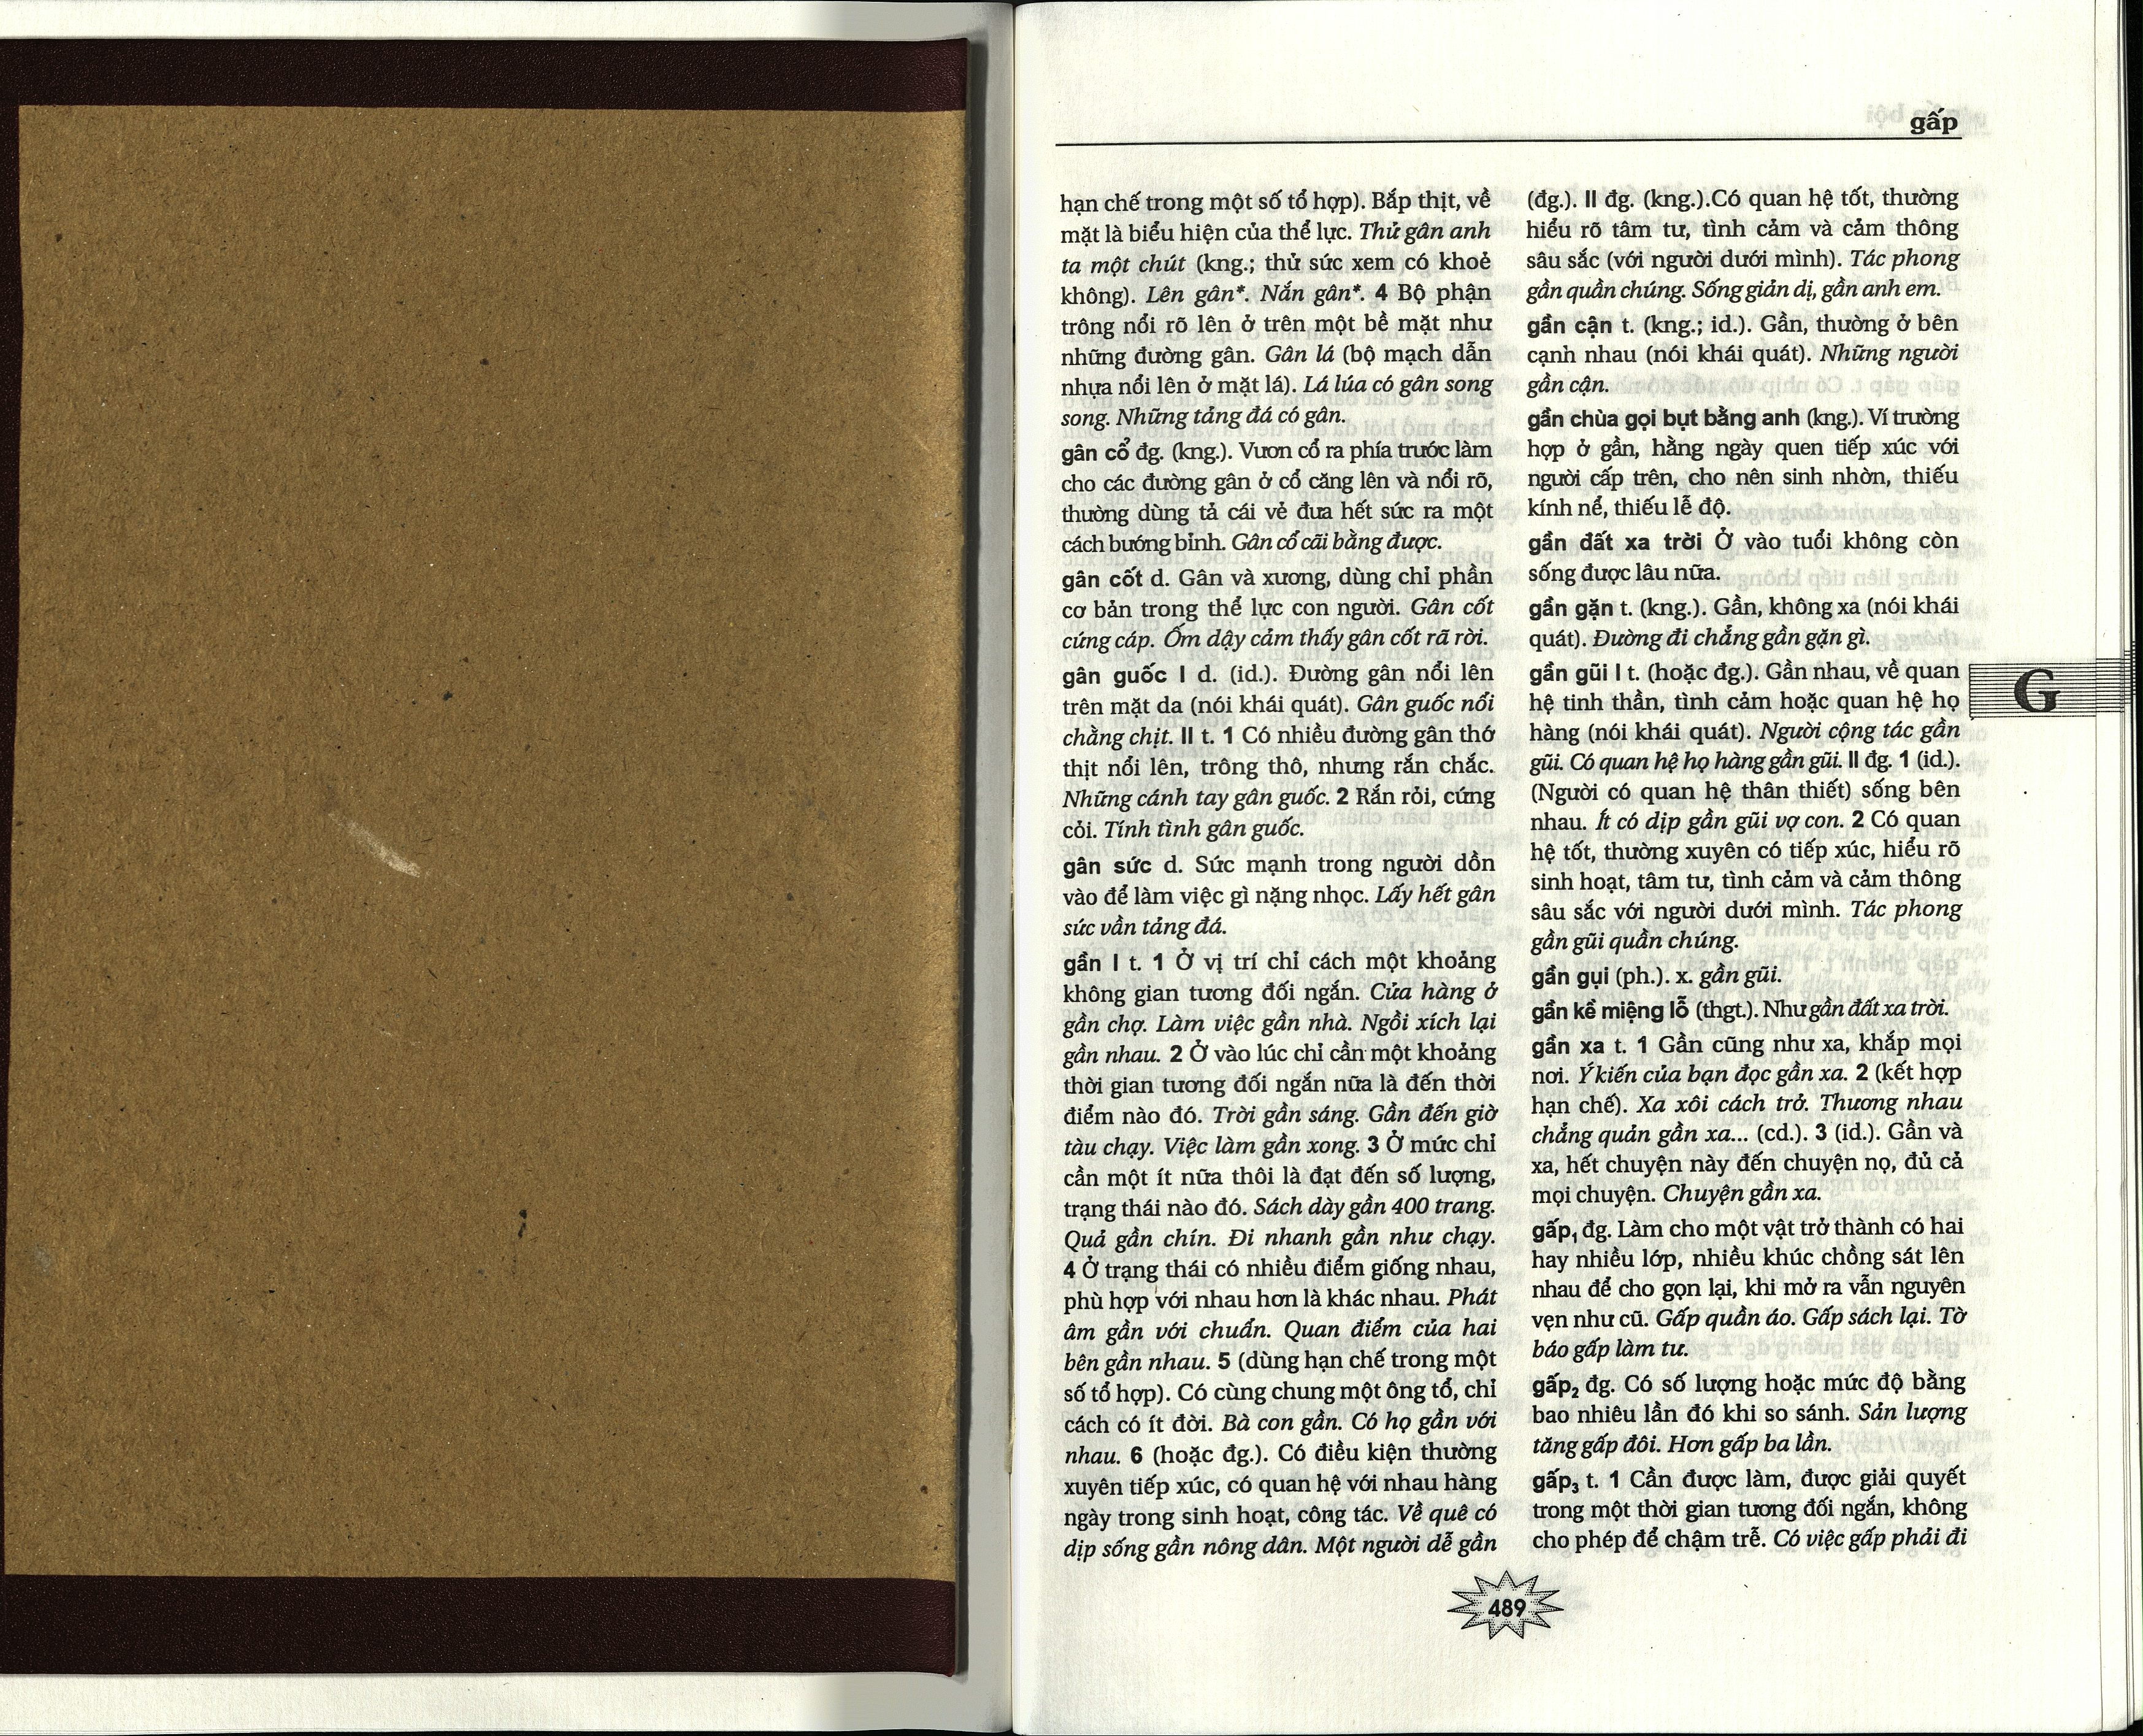 gấp
hạn chế trong một số tổ hợp). Bắp thịt, về
mặt là biểu hiện của thể lực. Thử gân anh
ta một chút (kng.; thử sức xem có khoẻ
không). Lên gân*. Nắn gân*. 4 Bộ phận
trông nổi rõ lên ở trên một bề mặt như
những đường gân. Gân lá (bộ mạch dẫn
nhựa nổi lên ở mặt lá). Lá lúa có gân song
song. Những tảng đá có gân.
gân cổ đg. (kng.). Vươn cổ ra phía trước làm
cho các đường gân ở cổ căng lên và nổi rõ,
thường dùng tả cái vẻ đưa hết sức ra một
cách bướng bỉnh. Gân cổ cãi bằng được.
gân cốt d. Gân và xương, dùng chỉ phần
cơ bản trong thể lực con người. Gân cốt
cứng cáp. Ốm dậy cảm thấy gân cốt rã rời.
gân guốc I d. (id.). Đường gân nổi lên
trên mặt da (nói khái quát). Gân guốc nổi
chằng chịt. II t. 1 Có nhiều đường gân thớ
thịt nổi lên, trông thô, nhưng rắn chắc.
Những cánh tay gân guốc. 2 Rắn rỏi, cứng
cỏi. Tính tình gân guốc.
gân sức d. Sức mạnh trong người dồn
vào để làm việc gì nặng nhọc. Lấy hết gân
sức vần tảng đá.
gần I t. 1 Ở vị trí chỉ cách một khoảng
không gian tương đối ngắn. Cửa hàng ở
gần chợ. Làm việc gần nhà. Ngồi xích lại
gần nhau. 2 Ở vào lúc chỉ cần một khoảng
thời gian tương đối ngắn nữa là đến thời
điểm nào đó. Trời gần sáng. Gần đến giờ
tàu chạy. Việc làm gần xong. 3 Ở mức chỉ
cần một ít nữa thôi là đạt đến số lượng,
trạng thái nào đó. Sách dày gần 400 trang.
Quả gần chín. Đi nhanh gần như chạy.
4 Ở trạng thái có nhiều điểm giống nhau,
phù hợp với nhau hơn là khác nhau. Phát
âm gần với chuẩn. Quan điểm của hai
bên gần nhau. 5 (dùng hạn chế trong một
số tổ hợp). Có cùng chung một ông tổ, chỉ
cách có ít đời. Bà con gần. Có họ gần với
nhau. 6 (hoặc đg.). Có điều kiện thường
xuyên tiếp xúc, có quan hệ với nhau hàng
ngày trong sinh hoạt, công tác. Về quê có
dịp sống gần nông dân. Một người dễ gần
(đg.). II đg. (kng.).Có quan hệ tốt, thường
hiểu rõ tâm tư, tình cảm và cảm thông
sâu sắc (với người dưới mình). Tác phong
gần quần chúng. Sống giản dị, gần anh em.
gần cận t. (kng.; id.). Gần, thường ở bên
cạnh nhau (nói khái quát). Những người
gần cận.
gần chùa gọi bụt bằng anh (kng.). Ví trường
hợp ở gần, hằng ngày quen tiếp xúc với
người cấp trên, cho nên sinh nhờn, thiếu
kính nể, thiếu lễ độ.
gần đất xa trời Ở vào tuổi không còn
sống được lâu nữa.
gần gặn t. (kng.). Gần, không xa (nói khái
quát). Đường đi chẳng gần gặn gì.
gần gũi I t. (hoặc đg.). Gần nhau, về quan
hệ tinh thần, tình cảm hoặc quan hệ họ
hàng (nói khái quát). Người cộng tác gần
gũi. Có quan hệ họ hàng gần gũi. II đg. 1 (id.).
(Người có quan hệ thân thiết) sống bên
nhau. Ít có dịp gần gũi vợ con. 2 Có quan
hệ tốt, thường xuyên có tiếp xúc, hiểu rõ
sinh hoạt, tâm tư, tình cảm và cảm thông
sâu sắc với người dưới mình. Tác phong
gần gũi quần chúng.
gần gụi (ph.). x. gần gũi.
gần kề miệng lỗ (thgt.). Như gần đất xa trời.
gần xa t. 1 Gần cũng như xa, khắp mọi
nơi. Ý kiến của bạn đọc gần xa. 2 (kết hợp
hạn chế). Xa xôi cách trở. Thương nhau
chẳng quản gần xa... (cd.). 3 (id.). Gần và
xa, hết chuyện này đến chuyện nọ, đủ cả
mọi chuyện. Chuyện gần xa.
gấp₁ đg. Làm cho một vật trở thành có hai
hay nhiều lớp, nhiều khúc chồng sát lên
nhau để cho gọn lại, khi mở ra vẫn nguyên
vẹn như cũ. Gấp quần áo. Gấp sách lại. Tờ
báo gấp làm tư.
gấp₂ đg. Có số lượng hoặc mức độ bằng
bao nhiêu lần đó khi so sánh. Sản lượng
tăng gấp đôi. Hơn gấp ba lần.
gấp₃ t. 1 Cần được làm, được giải quyết
trong một thời gian tương đối ngắn, không
cho phép để chậm trễ. Có việc gấp phải đi
G
489